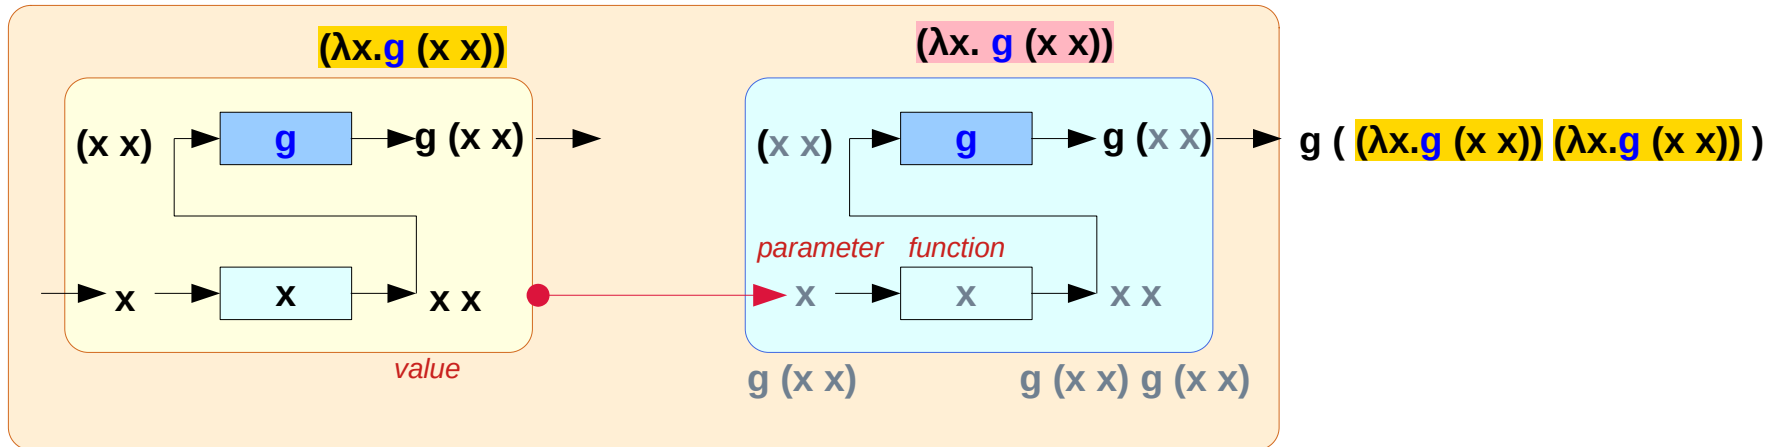 (λx.g (x x))
(λx. g (x x))
(x x) g g (x x)
(x x) g g (x x)
g ( (λx.g (x x)) (λx.g (x x)) )
parameter function
x x x x
x x x x
value
g (x x) g (x x) g (x x)